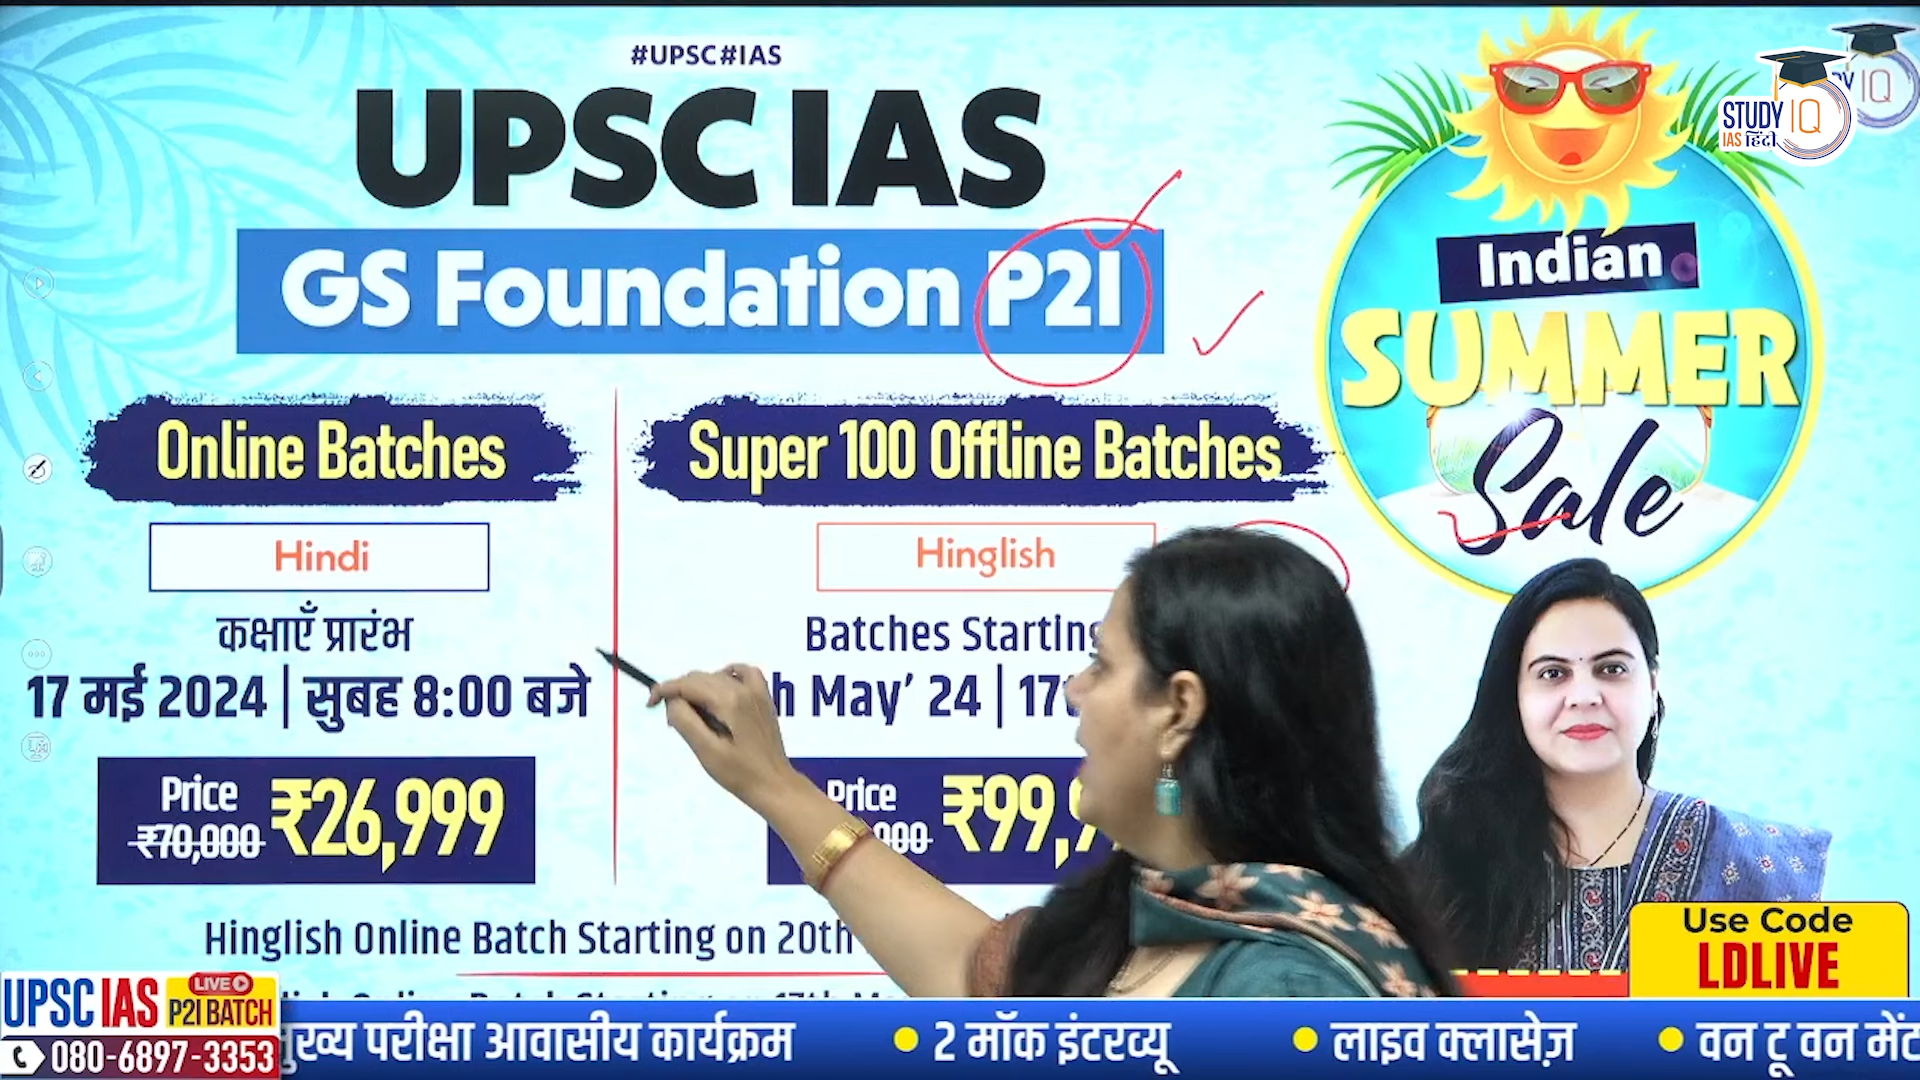 #UPSC#IAS
UPSC IAS
GS Foundation P2I
STUDY IQ
IAS हिंदी
IQ
Indian
SUMMER
Sale
Online Batches
Hindi
कक्षाएँ प्रारंभ
17 मई 2024 | सुबह 8:00 बजे
Price
₹70,000 ₹26,999
Super 100 Offline Batches
Hinglish
Batches Starting
May' 24 |
Price
₹99,9
Hinglish Online Batch Starting on 20th
Use Code
LDLIVE
UPSC IAS LIVE
P2I BATCH
080-6897-3353
परीक्षा आवासीय कार्यक्रम • 2 मॉक इंटरव्यू • लाइव क्लासेज़ • वन टू वन